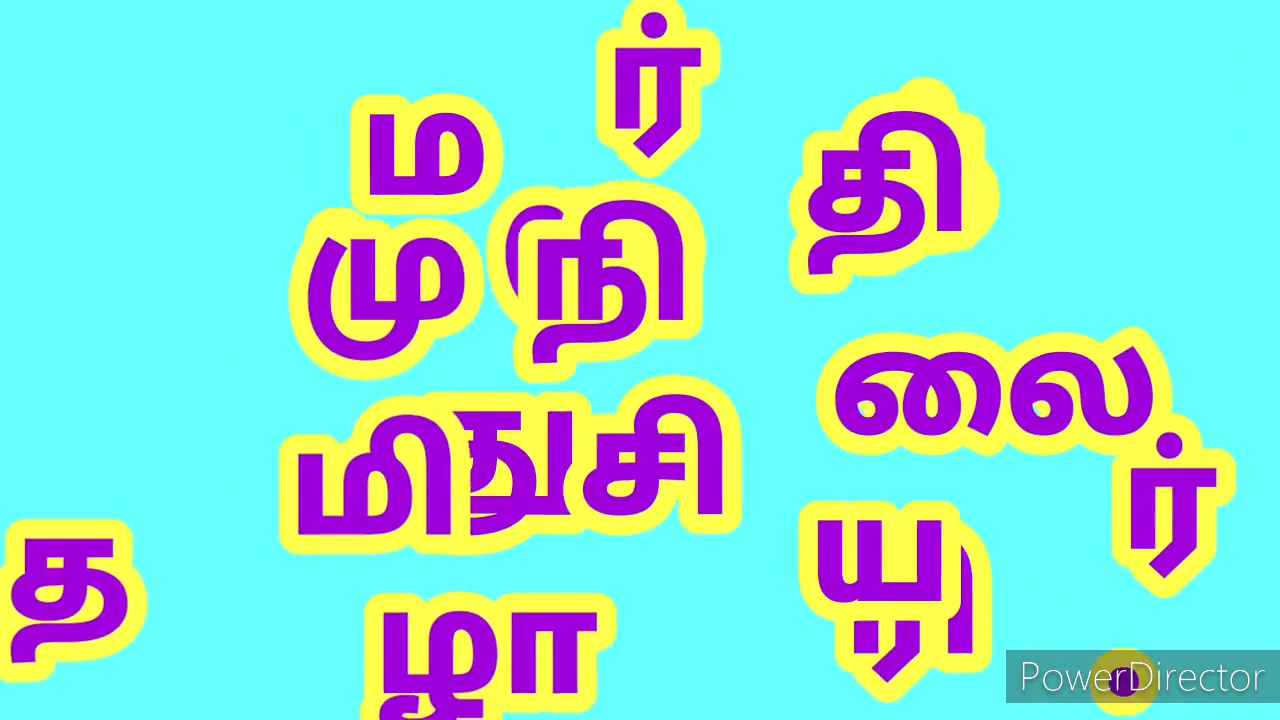 ர்
ம
தி
மு
நி
லை
மி
சி
ர்
ய
த
ழா
PowerDirector